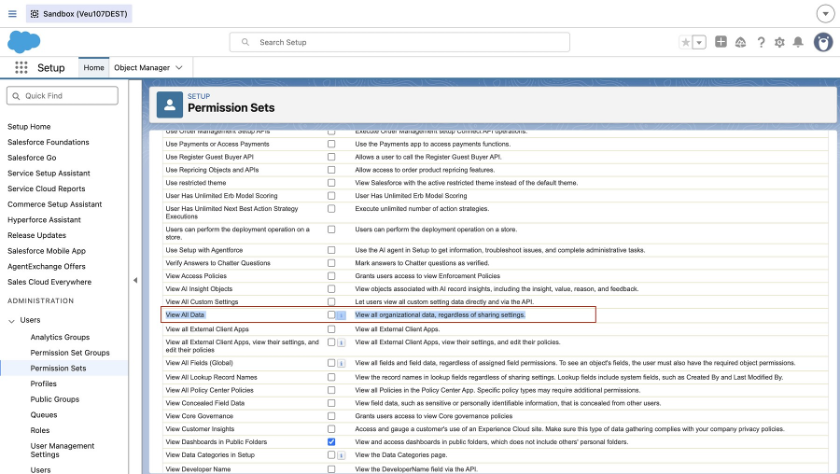 Sandbox (Veu107DEST)
Search Setup
Setup Home Object Manager
Quick Find
SETUP
Permission Sets
Setup Home
Salesforce Foundations
Salesforce Go
Service Setup Assistant
Service Cloud Reports
Commerce Setup Assistant
Hyperforce Assistant
Release Updates
Salesforce Mobile App
AgentExchange Offers
Sales Cloud Everywhere
ADMINISTRATION
Users
Analytics Groups
Permission Set Groups
Permission Sets
Profiles
Public Groups
Queues
Roles
User Management
Settings
Users
Use Order Management Setup APIs Execute Order Management setup Connect API operations.
Use Payments or Access Payments Use the Payments app to access payments functions.
Use Register Guest Buyer API Allows a user to call the Register Guest Buyer API.
Use Repricing Objects and APIs Allow access to order product repricing features.
Use restricted theme View Salesforce with the active restricted theme instead of the default theme.
User Has Unlimited Erb Model Scoring User Has Unlimited Erb Model Scoring
User Has Unlimited Next Best Action Strategy Execute unlimited number of action strategies.
Executions
Users can perform the deployment operation on a Users can perform the deployment operation on a store.
store.
Use Setup with Agentforce Use the AI agent in Setup to get information, troubleshoot issues, and complete administrative tasks.
Verify Answers to Chatter Questions Mark answers to Chatter questions as verified.
View Access Policies Grants users access to view Enforcement Policies
View AI Insight Objects View objects associated with AI record insights, including the insight, value, reason, and feedback.
View All Custom Settings Let users view all custom setting data directly and via the API.
View All Data i View all organizational data, regardless of sharing settings.
View all External Client Apps View all External Client Apps.
View all External Client Apps, view their settings, and i View all External Client Apps, view their settings, and edit their policies.
edit their policies
View All Fields (Global) i View all fields and field data, regardless of assigned field permissions. To see an object's fields, the user must also have the required object permissions.
View All Lookup Record Names View the record names in lookup fields regardless of sharing settings. Lookup fields include system fields, such as Created By and Last Modified By.
View All Policy Center Policies View all Policies in the Policy Center App. Specific policy types may require additional permissions.
View Concealed Field Data View field data, such as sensitive or personally identifiable information, that is concealed from other users.
View Core Governance Grants users access to view Core governance policies
View Customer Insights Access and gauge a customer's use of an Experience Cloud site. Make sure this type of data gathering complies with your company privacy policies.
View Dashboards in Public Folders View and access dashboards in public folders, which does not include others' personal folders.
View Data Categories in Setup i View the Data Categories page.
View Developer Name View the DeveloperName field via the API.